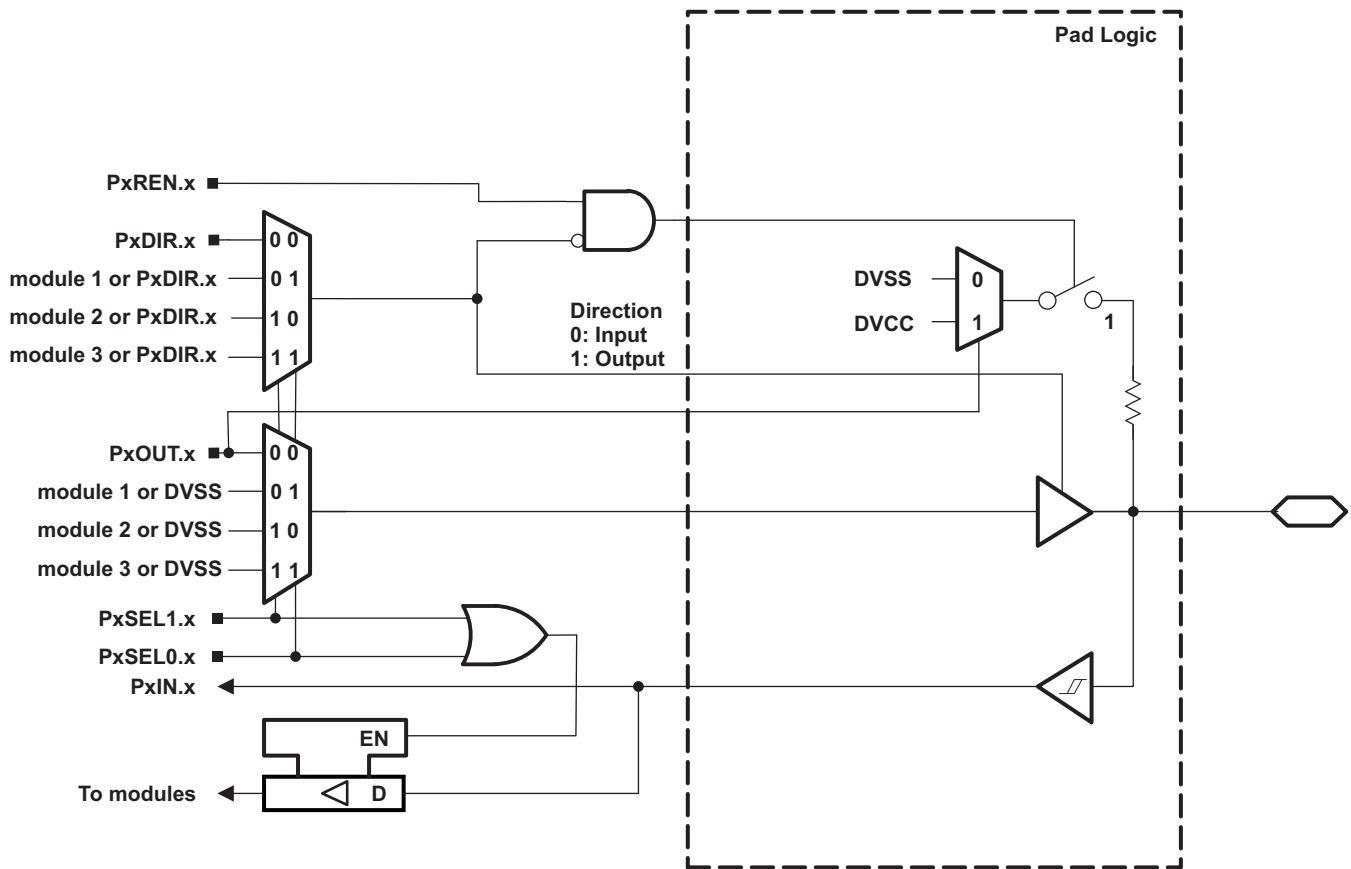 Pad Logic
PxREN.x
PxDIR.x
0 0
module 1 or PxDIR.x
0 1
module 2 or PxDIR.x
1 0
module 3 or PxDIR.x
1 1
Direction
0: Input
1: Output
DVSS
0
DVCC
1
1
PxOUT.x
0 0
module 1 or DVSS
0 1
module 2 or DVSS
1 0
module 3 or DVSS
1 1
PxSEL1.x
PxSEL0.x
PxIN.x
EN
To modules
D